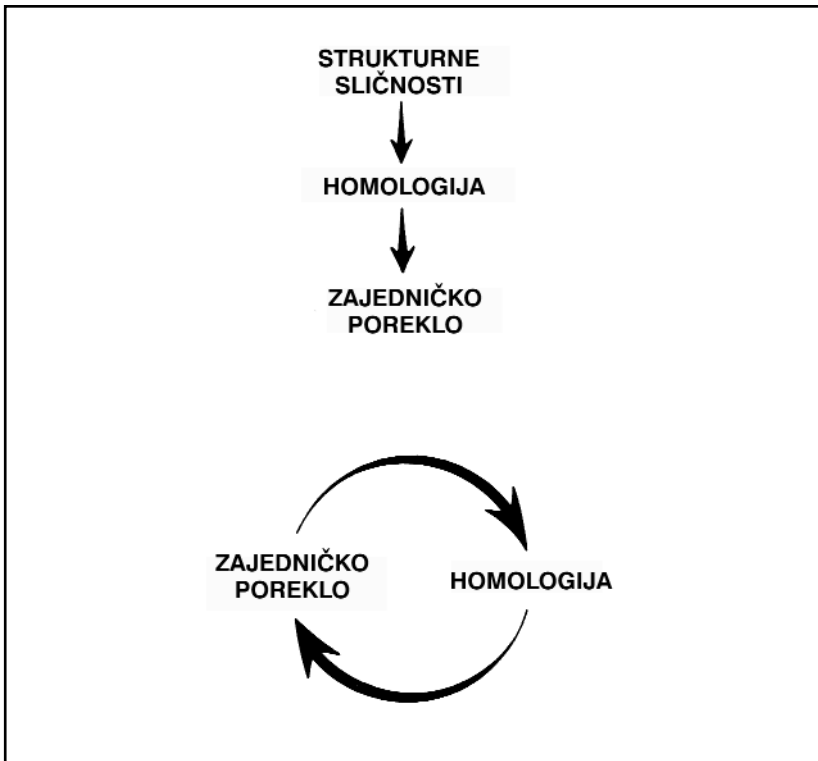 STRUKTURNE
SLIČNOSTI
HOMOLOGIJA
ZAJEDNIČKO
POREKLO
ZAJEDNIČKO
POREKLO
HOMOLOGIJA